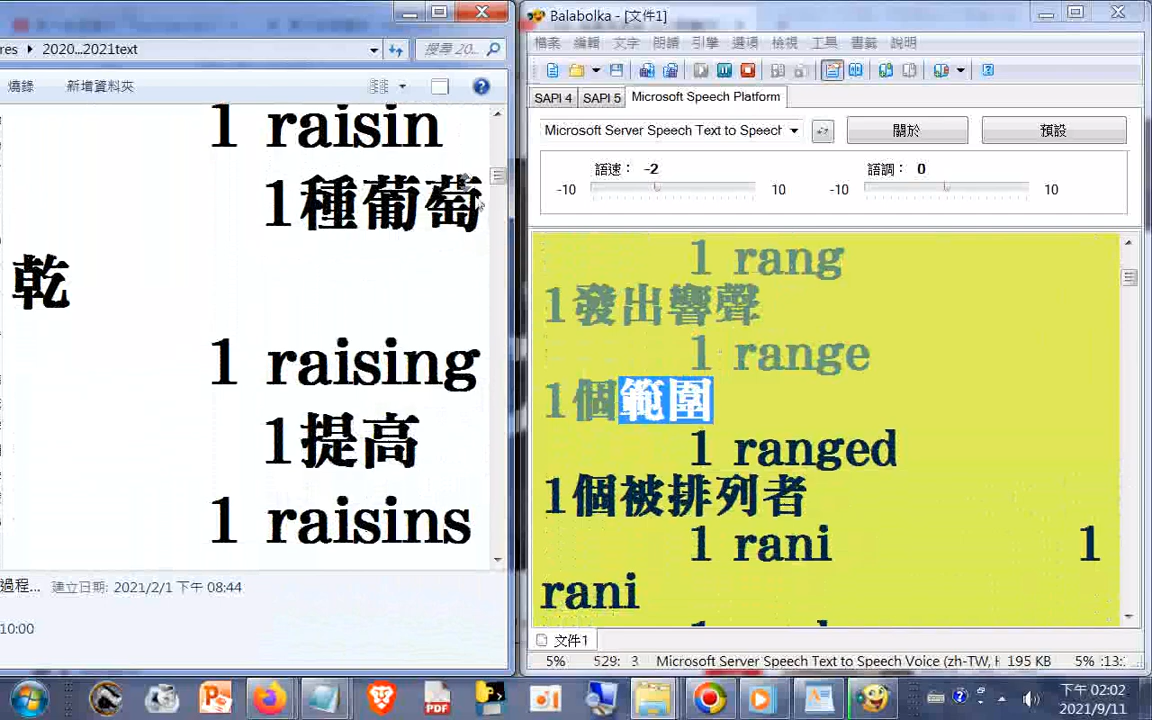 res ▸ 2020...2021text
搜尋 20...
燒錄
新增資料夾
1 raisin
1種葡萄
乾
1 raising
1提高
1 raisins
過程... 建立日期: 2021/2/1 下午 08:44
10:00
Balabolka - [文件1]
檔案 編輯 文字 朗讀 引擎 選項 檢視 工具 書籤 說明
SAPI 4 SAPI 5 Microsoft Speech Platform
Microsoft Server Speech Text to Speech
關於
預設
語速： -2
語調： 0
-10 10 -10 10
1 rang
1發出響聲
1 range
1個範圍
1 ranged
1個被排列者
1 rani 1
rani
文件1
5% 529: 3 Microsoft Server Speech Text to Speech Voice (zh-TW, H 195 KB 5% :13:
PDF
下午 02:02
2021/9/11